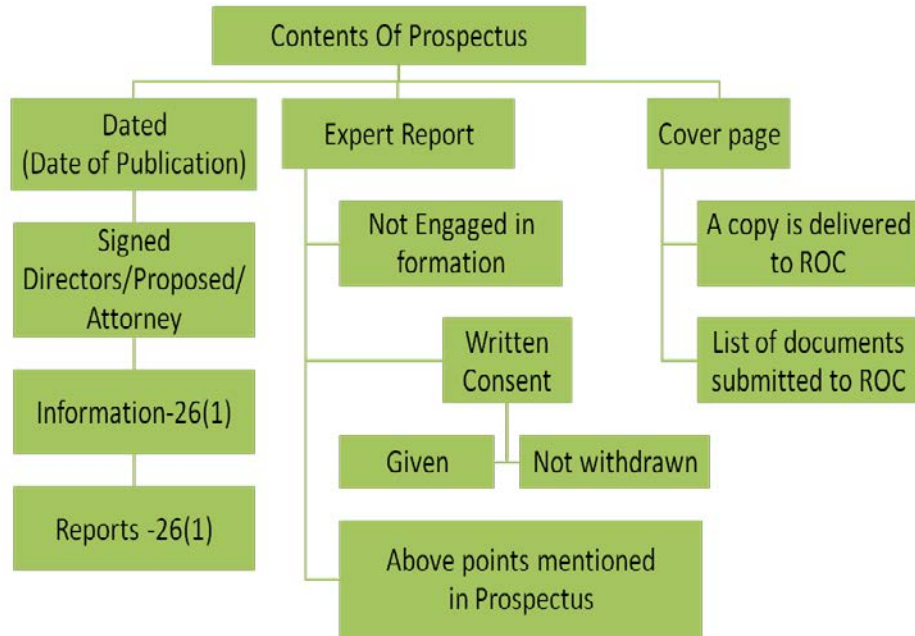 Contents Of Prospectus
Dated
(Date of Publication)
Signed
Directors/Proposed/
Attorney
Information-26(1)
Reports -26(1)
Expert Report
Not Engaged in
formation
Written
Consent
Given
Not withdrawn
Above points mentioned
in Prospectus
Cover page
A copy is delivered
to ROC
List of documents
submitted to ROC